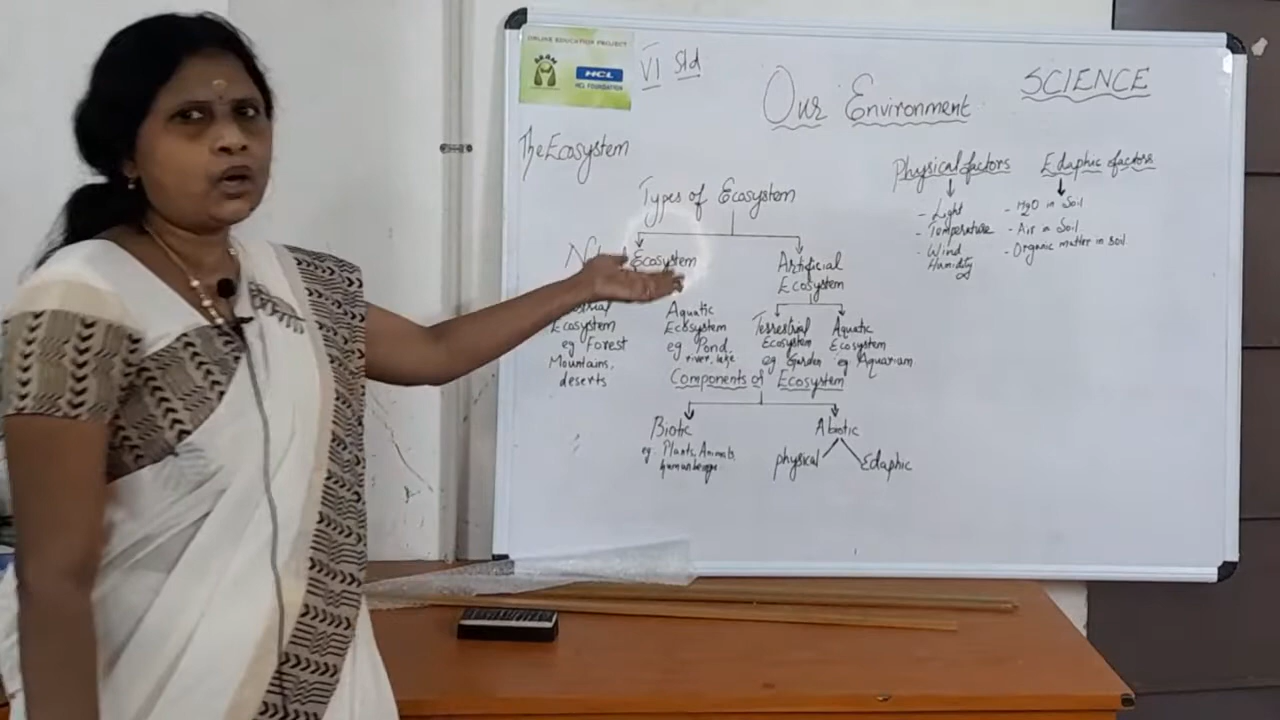 ONLINE EDUCATION PROJECT
HCL
HCL FOUNDATION
VI Std
Our Environment
SCIENCE
The Ecosystem
Types of Ecosystem
Ecosystem
Ecosystem
eg Forest
Mountains,
deserts
Aquatic
Ecosystem
eg Pond,
river, lake
Artificial
Ecosystem
Terrestrial
Ecosystem
eg Garden
Aquatic
Ecosystem
eg Aquarium
Components of Ecosystem
Biotic
eg. Plants, Animals,
human beings
Abiotic
physical
Edaphic
Physical factors
- Light
- Temperature
- Wind
Humidity
Edaphic factors
- H2O in Soil
- Air in Soil
- Organic matter in soil.